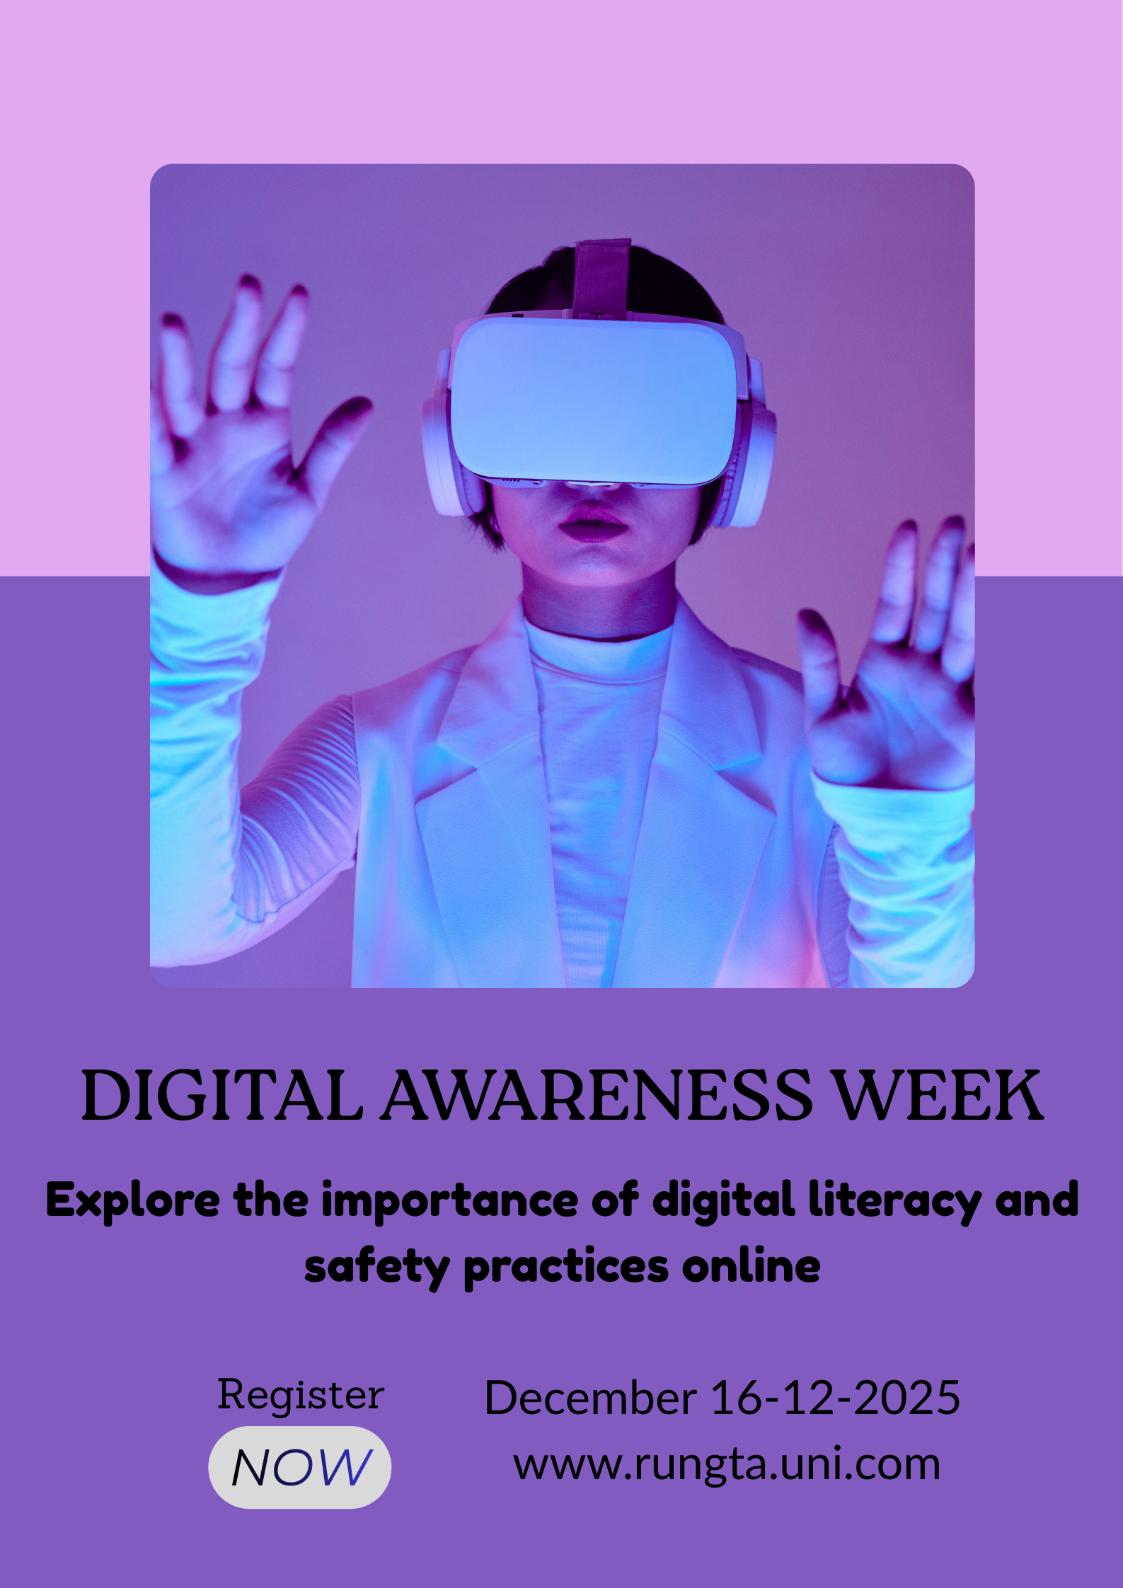 DIGITAL AWARENESS WEEK
Explore the importance of digital literacy and
safety practices online
Register
NOW
December 16-12-2025
www.rungta.uni.com